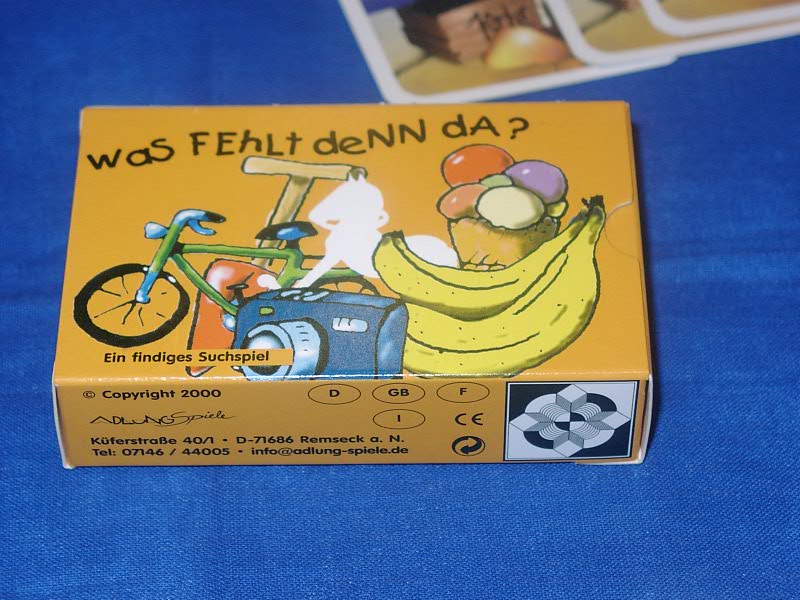 waS FEhLt deNN dA?
Ein findiges Suchspiel
© Copyright 2000 D GB F
ADLUNG Spiele I CE
Küferstraße 40/1 • D-71686 Remseck a. N.
Tel: 07146 / 44005 • info@adlung-spiele.de